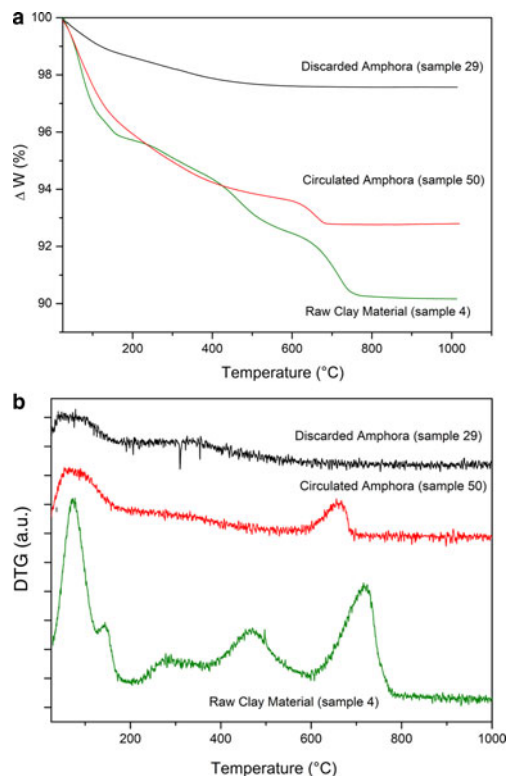 a
100
98
96
94
92
90
Δ W (%)
Discarded Amphora (sample 29)
Circulated Amphora (sample 50)
Raw Clay Material (sample 4)
200 400 600 800 1000
Temperature (°C)
b
DTG (a.u.)
Discarded Amphora (sample 29)
Circulated Amphora (sample 50)
Raw Clay Material (sample 4)
200 400 600 800 1000
Temperature (°C)